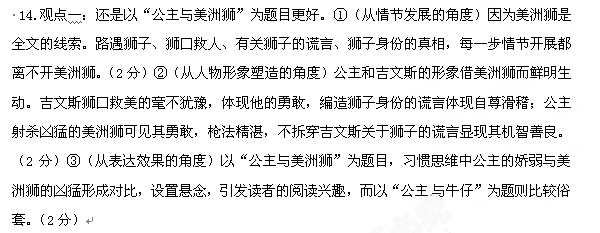 ·14.观点一：还是以“公主与美洲狮”为题目更好。①（从情节发展的角度）因为美洲狮是
全文的线索。路遇狮子、狮口救人、有关狮子的谎言、狮子身份的真相，每一步情节开展都
离不开美洲狮。（2 分）②（从人物形象塑造的角度）公主和吉文斯的形象借美洲狮而鲜明生
动。吉文斯狮口救美的毫不犹豫，体现他的勇敢，编造狮子身份的谎言体现自尊滑稽；公主
射杀凶猛的美洲狮可见其勇敢，枪法精湛，不拆穿吉文斯关于狮子的谎言显现其机智善良。
（2 分）③（从表达效果的角度）以“公主与美洲狮”为题目，习惯思维中公主的娇弱与美
洲狮的凶猛形成对比，设置悬念，引发读者的阅读兴趣，而以“公主与牛仔”为题则比较俗
套。（2 分）